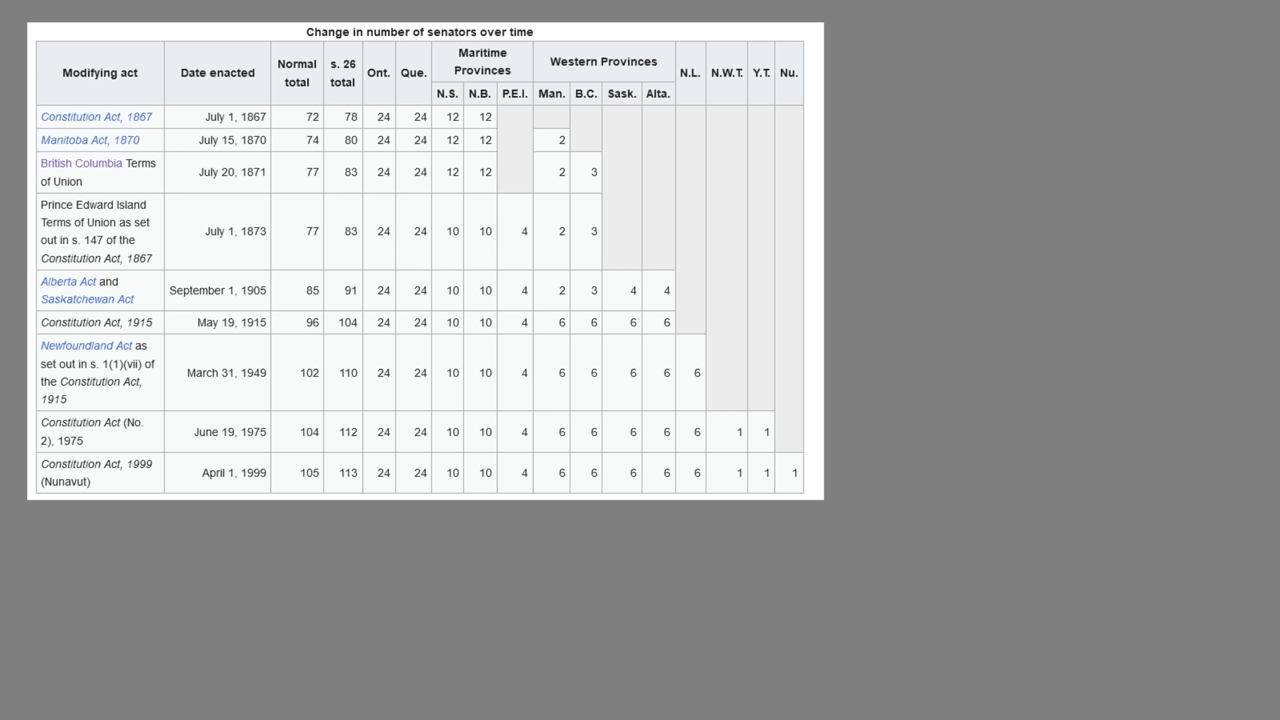 Change in number of senators over time
Modifying act Date enacted Normal total s. 26 total Ont. Que. Maritime Provinces Western Provinces N.L. N.W.T. Y.T. Nu.
N.S. N.B. P.E.I. Man. B.C. Sask. Alta.
Constitution Act, 1867 July 1, 1867 72 78 24 24 12 12
Manitoba Act, 1870 July 15, 1870 74 80 24 24 12 12 2
British Columbia Terms of Union July 20, 1871 77 83 24 24 12 12 2 3
Prince Edward Island Terms of Union as set out in s. 147 of the Constitution Act, 1867 July 1, 1873 77 83 24 24 10 10 4 2 3
Alberta Act and Saskatchewan Act September 1, 1905 85 91 24 24 10 10 4 2 3 4 4
Constitution Act, 1915 May 19, 1915 96 104 24 24 10 10 4 6 6 6 6
Newfoundland Act as set out in s. 1(1)(vii) of the Constitution Act, 1915 March 31, 1949 102 110 24 24 10 10 4 6 6 6 6 6
Constitution Act (No. 2), 1975 June 19, 1975 104 112 24 24 10 10 4 6 6 6 6 6 1 1
Constitution Act, 1999 (Nunavut) April 1, 1999 105 113 24 24 10 10 4 6 6 6 6 6 1 1 1